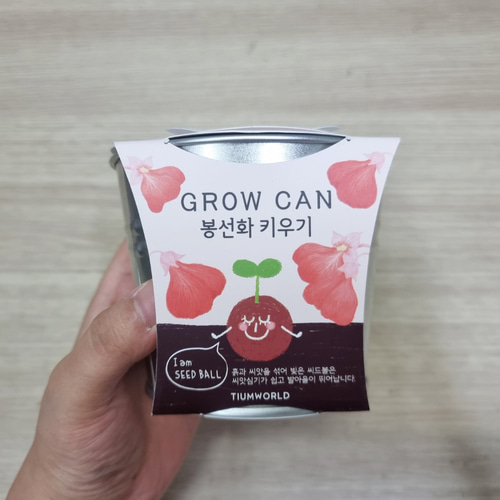 GROW CAN
봉선화 키우기
I am
SEED BALL
흙과 씨앗을 섞어 빚은 씨드볼은
씨앗심기가 쉽고 발아율이 뛰어납니다.
TIUMWORLD